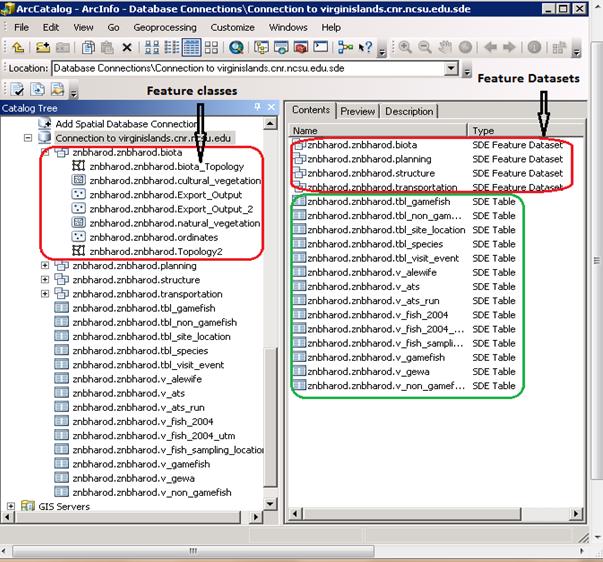 ArcCatalog - ArcInfo - Database Connections\Connection to virginislands.cnr.ncsu.edu.sde
File Edit View Go Geoprocessing Customize Windows Help
Location: Database Connections\Connection to virginislands.cnr.ncsu.edu.sde
Feature classes
Feature Datasets
Catalog Tree
Add Spatial Database Connection
Connection to virginislands.cnr.ncsu.edu
znbharod.znbharod.biota
znbharod.znbharod.biota_Topology
znbharod.znbharod.cultural_vegetation
znbharod.znbharod.Export_Output
znbharod.znbharod.Export_Output_2
znbharod.znbharod.natural_vegetation
znbharod.znbharod.ordinates
znbharod.znbharod.Topology2
znbharod.znbharod.planning
znbharod.znbharod.structure
znbharod.znbharod.transportation
znbharod.znbharod.tbl_gamefish
znbharod.znbharod.tbl_non_gamefish
znbharod.znbharod.tbl_site_location
znbharod.znbharod.tbl_species
znbharod.znbharod.tbl_visit_event
znbharod.znbharod.v_alewife
znbharod.znbharod.v_ats
znbharod.znbharod.v_ats_run
znbharod.znbharod.v_fish_2004
znbharod.znbharod.v_fish_2004_utm
znbharod.znbharod.v_fish_sampling_locatio
znbharod.znbharod.v_gamefish
znbharod.znbharod.v_gewa
znbharod.znbharod.v_non_gamefish
GIS Servers
Contents Preview Description
Name Type
znbharod.znbharod.biota SDE Feature Dataset
znbharod.znbharod.planning SDE Feature Dataset
znbharod.znbharod.structure SDE Feature Dataset
znbharod.znbharod.transportation SDE Feature Dataset
znbharod.znbharod.tbl_gamefish SDE Table
znbharod.znbharod.tbl_non_gam... SDE Table
znbharod.znbharod.tbl_site_location SDE Table
znbharod.znbharod.tbl_species SDE Table
znbharod.znbharod.tbl_visit_event SDE Table
znbharod.znbharod.v_alewife SDE Table
znbharod.znbharod.v_ats SDE Table
znbharod.znbharod.v_ats_run SDE Table
znbharod.znbharod.v_fish_2004 SDE Table
znbharod.znbharod.v_fish_2004_... SDE Table
znbharod.znbharod.v_fish_sampli... SDE Table
znbharod.znbharod.v_gamefish SDE Table
znbharod.znbharod.v_gewa SDE Table
znbharod.znbharod.v_non_gamef... SDE Table